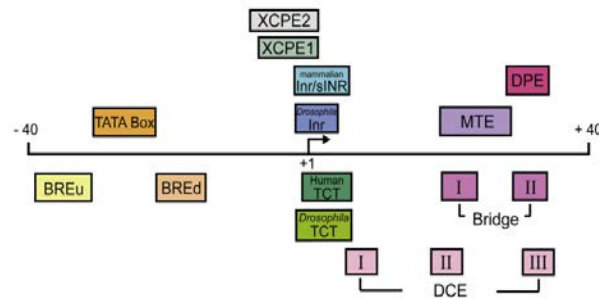 XCPE2
XCPE1
mammalian
Inr/sINR
DPE
TATA Box
Drosophila
Inr
MTE
- 40
+ 40
+1
BREu
BREd
Human
TCT
I
II
Bridge
Drosophila
TCT
I
II
III
DCE